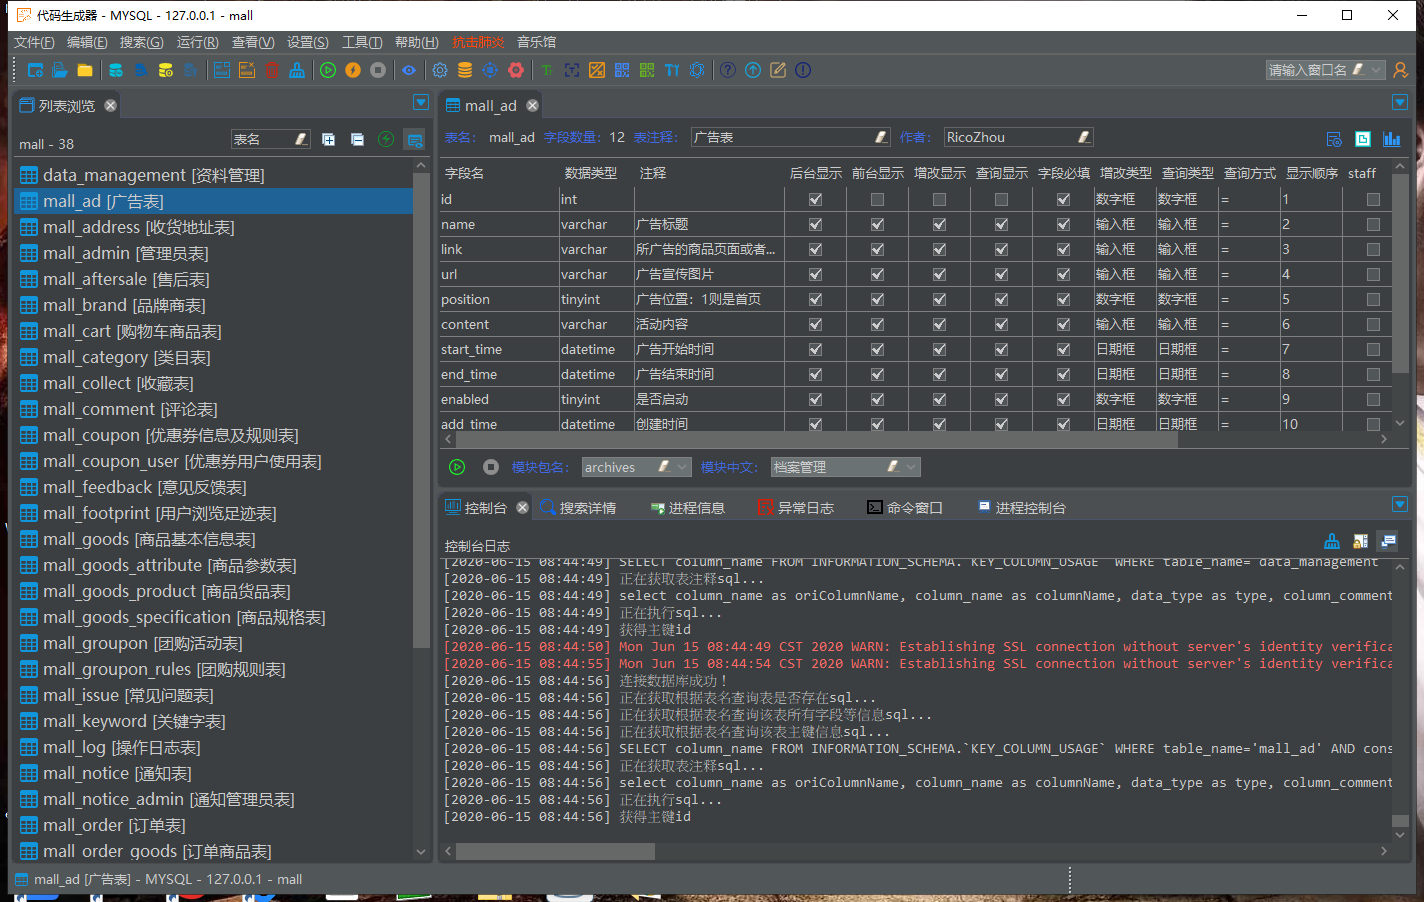 代码生成器 - MYSQL - 127.0.0.1 - mall
文件(F) 编辑(E) 搜索(G) 运行(R) 查看(V) 设置(S) 工具(T) 帮助(H) 抗击肺炎 音乐馆
请输入窗口名
列表浏览
mall - 38 表名
data_management [资料管理]
mall_ad [广告表]
mall_address [收货地址表]
mall_admin [管理员表]
mall_aftersale [售后表]
mall_brand [品牌商表]
mall_cart [购物车商品表]
mall_category [类目表]
mall_collect [收藏表]
mall_comment [评论表]
mall_coupon [优惠券信息及规则表]
mall_coupon_user [优惠券用户使用表]
mall_feedback [意见反馈表]
mall_footprint [用户浏览足迹表]
mall_goods [商品基本信息表]
mall_goods_attribute [商品参数表]
mall_goods_product [商品货品表]
mall_goods_specification [商品规格表]
mall_groupon [团购活动表]
mall_groupon_rules [团购规则表]
mall_issue [常见问题表]
mall_keyword [关键字表]
mall_log [操作日志表]
mall_notice [通知表]
mall_notice_admin [通知管理员表]
mall_order [订单表]
mall_order_goods [订单商品表]
mall_ad
表名: mall_ad 字段数量: 12 表注释: 广告表 作者: RicoZhou
字段名 数据类型 注释 后台显示 前台显示 增改显示 查询显示 字段必填 增改类型 查询类型 查询方式 显示顺序 staff
id int 数字框 数字框 = 1
name varchar 广告标题 输入框 输入框 = 2
link varchar 所广告的商品页面或者... 输入框 输入框 = 3
url varchar 广告宣传图片 输入框 输入框 = 4
position tinyint 广告位置：1则是首页 数字框 数字框 = 5
content varchar 活动内容 输入框 输入框 = 6
start_time datetime 广告开始时间 日期框 日期框 = 7
end_time datetime 广告结束时间 日期框 日期框 = 8
enabled tinyint 是否启动 数字框 数字框 = 9
add_time datetime 创建时间 日期框 日期框 = 10
模块包名: archives 模块中文: 档案管理
控制台 搜索详情 进程信息 异常日志 命令窗口 进程控制台
控制台日志
[2020-06-15 08:44:49] SELECT column_name FROM INFORMATION_SCHEMA.`KEY_COLUMN_USAGE` WHERE table_name='data_management'
[2020-06-15 08:44:49] 正在获取表注释sql...
[2020-06-15 08:44:49] select column_name as oriColumnName, column_name as columnName, data_type as type, column_comment
[2020-06-15 08:44:49] 正在执行sql...
[2020-06-15 08:44:49] 获得主键id
[2020-06-15 08:44:50] Mon Jun 15 08:44:49 CST 2020 WARN: Establishing SSL connection without server's identity verifica
[2020-06-15 08:44:55] Mon Jun 15 08:44:54 CST 2020 WARN: Establishing SSL connection without server's identity verifica
[2020-06-15 08:44:56] 连接数据库成功！
[2020-06-15 08:44:56] 正在获取根据表名查询表是否存在sql...
[2020-06-15 08:44:56] 正在获取根据表名查询该表所有字段等信息sql...
[2020-06-15 08:44:56] 正在获取根据表名查询该表主键信息sql...
[2020-06-15 08:44:56] SELECT column_name FROM INFORMATION_SCHEMA.`KEY_COLUMN_USAGE` WHERE table_name='mall_ad' AND cons
[2020-06-15 08:44:56] 正在获取表注释sql...
[2020-06-15 08:44:56] select column_name as oriColumnName, column_name as columnName, data_type as type, column_comment
[2020-06-15 08:44:56] 正在执行sql...
[2020-06-15 08:44:56] 获得主键id
mall_ad [广告表] - MYSQL - 127.0.0.1 - mall